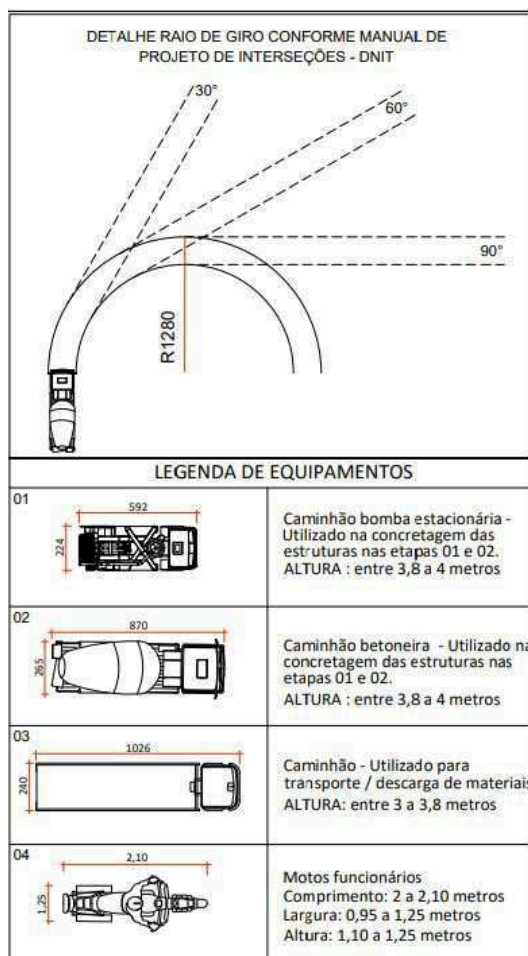 DETALHE RAIO DE GIRO CONFORME MANUAL DE
PROJETO DE INTERSEÇÕES - DNIT
30°
60°
90°
R1280
LEGENDA DE EQUIPAMENTOS
01
592
224
Caminhão bomba estacionária -
Utilizado na concretagem das
estruturas nas etapas 01 e 02.
ALTURA : entre 3,8 a 4 metros
02
870
265
Caminhão betoneira - Utilizado na
concretagem das estruturas nas
etapas 01 e 02.
ALTURA : entre 3,8 a 4 metros
03
1026
240
Caminhão - Utilizado para
transporte / descarga de materiais
ALTURA: entre 3 a 3,8 metros
04
2,10
1,25
Motos funcionários
Comprimento: 2 a 2,10 metros
Largura: 0,95 a 1,25 metros
Altura: 1,10 a 1,25 metros